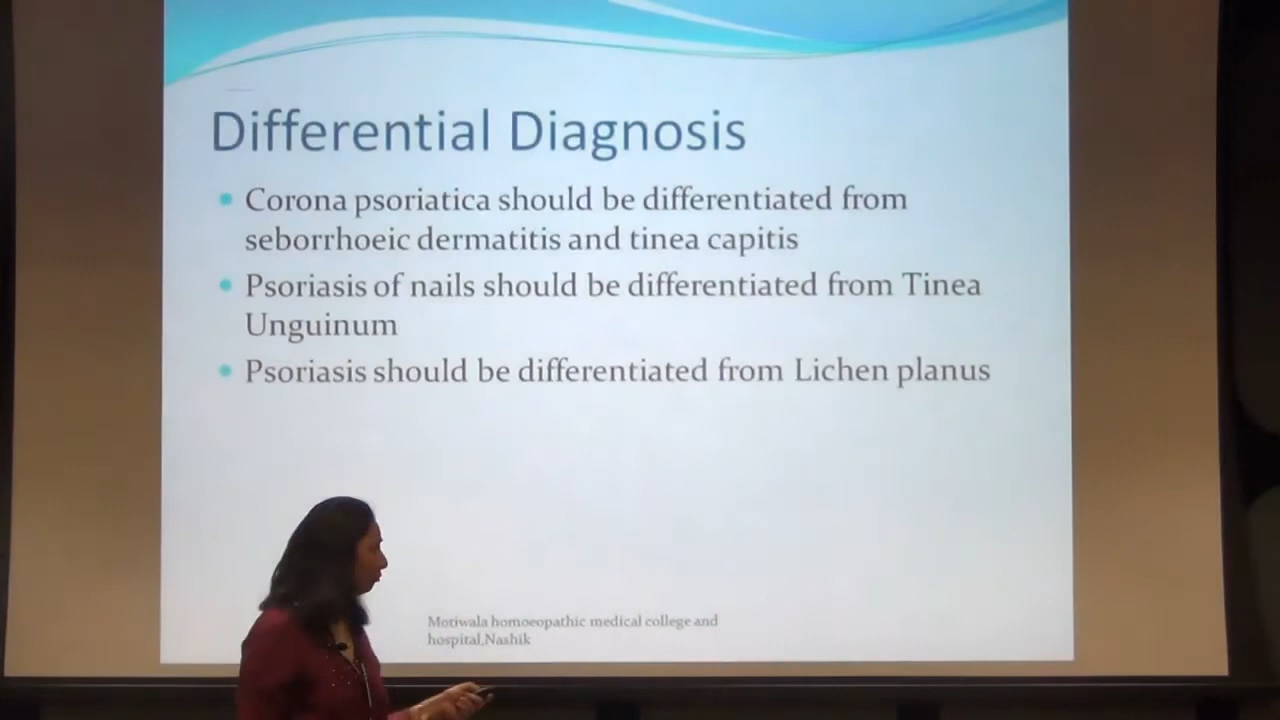 Differential Diagnosis
Corona psoriatica should be differentiated from
seborrhoeic dermatitis and tinea capitis
Psoriasis of nails should be differentiated from Tinea
Unguinum
Psoriasis should be differentiated from Lichen planus
Motiwala homoeopathic medical college and
hospital,Nashik